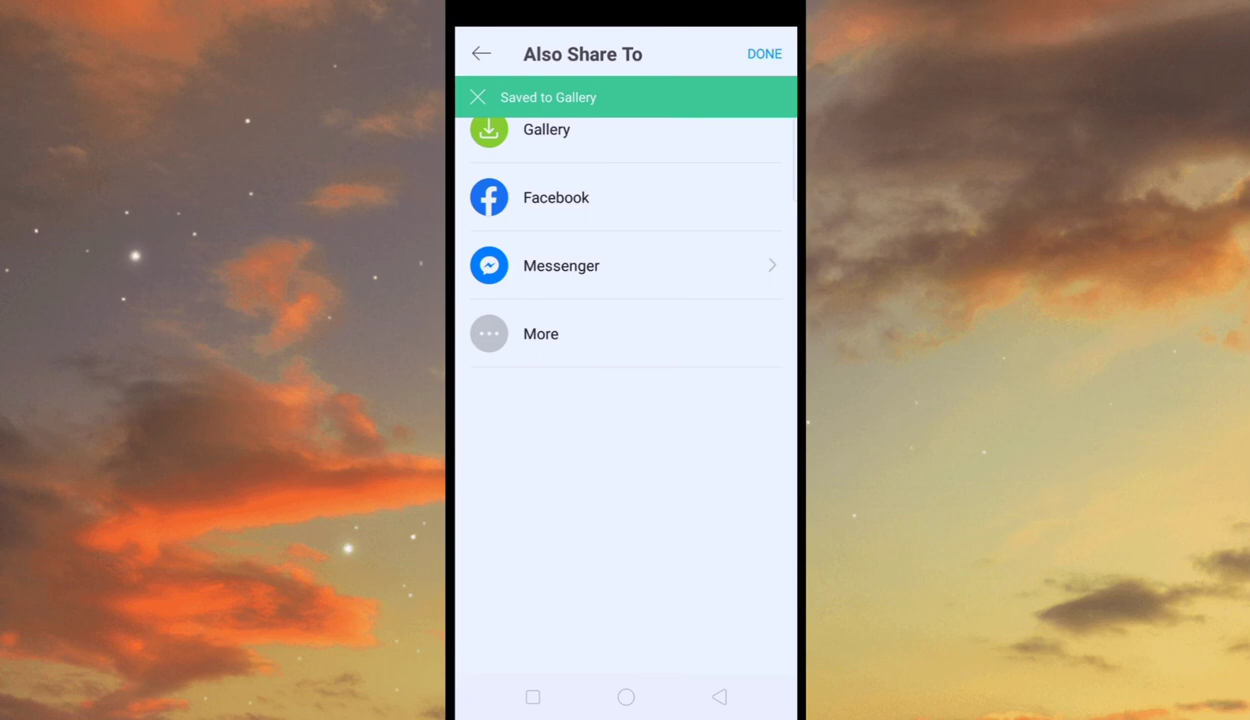 Also Share To
DONE
Saved to Gallery
Gallery
Facebook
Messenger
More